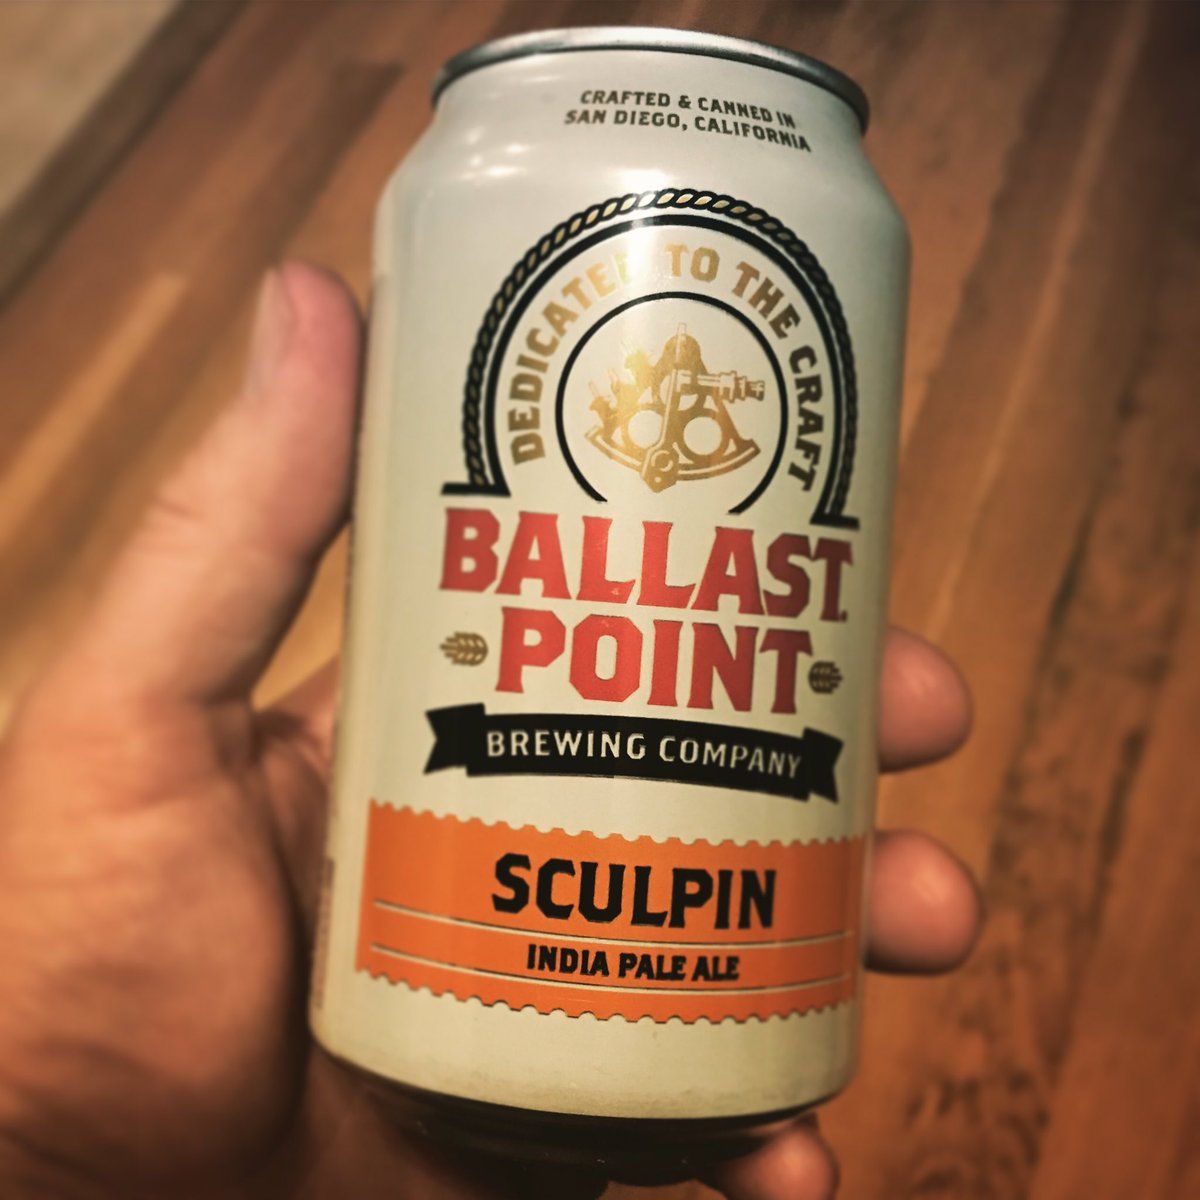 CRAFTED & CANNED IN
SAN DIEGO, CALIFORNIA
DEDICATED TO THE CRAFT
BALLAST
POINT
BREWING COMPANY
SCULPIN
INDIA PALE ALE